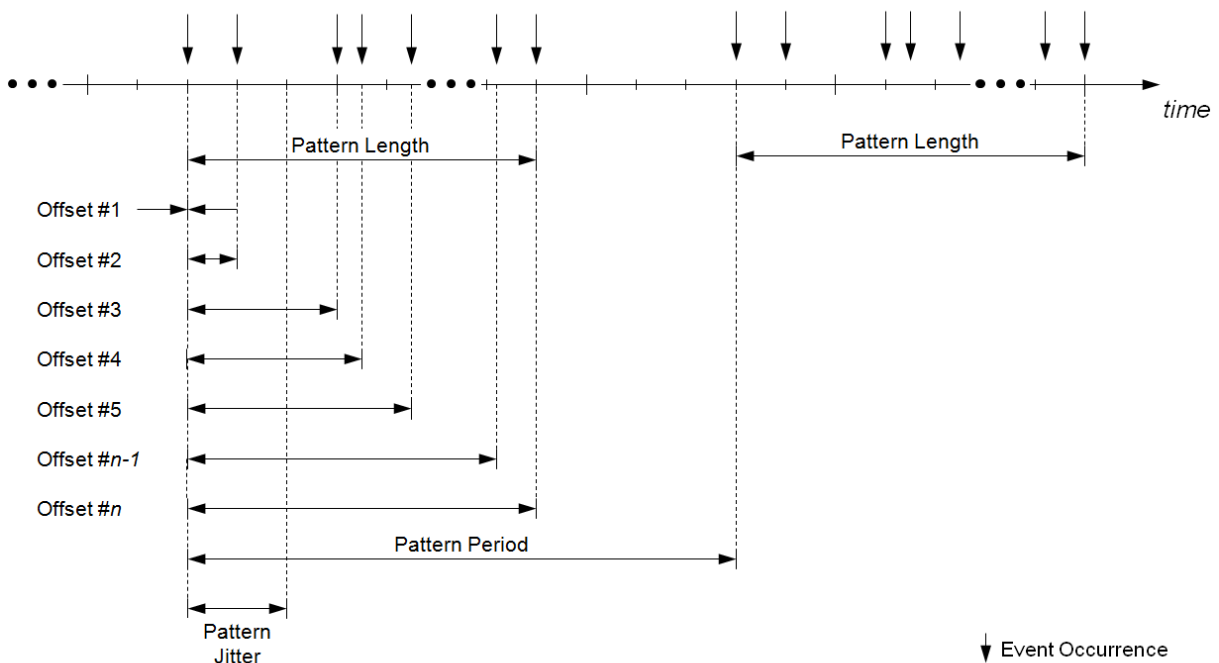 time
Pattern Length
Pattern Length
Offset #1
Offset #2
Offset #3
Offset #4
Offset #5
Offset #n-1
Offset #n
Pattern Period
Pattern
Jitter
Event Occurrence